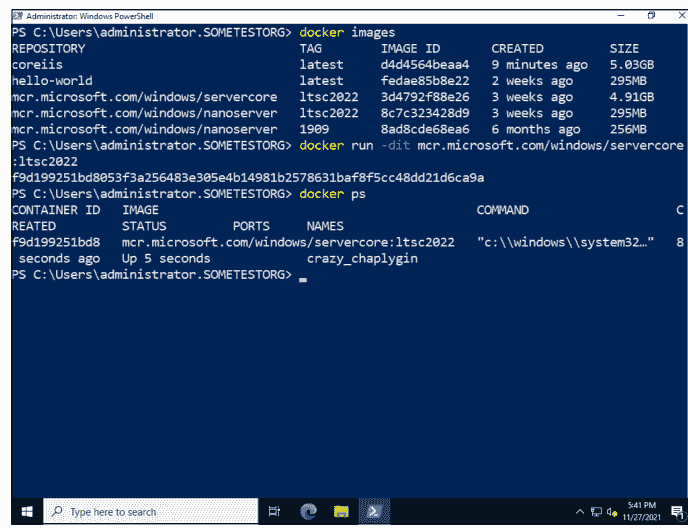 Administrator: Windows PowerShell
PS C:\Users\administrator.SOMETESTORG> docker images
REPOSITORY TAG IMAGE ID CREATED SIZE
coreiis latest d4d4564beaa4 9 minutes ago 5.03GB
hello-world latest fedae85b8e22 2 weeks ago 295MB
mcr.microsoft.com/windows/servercore ltsc2022 3d4792f88e26 3 weeks ago 4.91GB
mcr.microsoft.com/windows/nanoserver ltsc2022 8c7c323428d9 3 weeks ago 295MB
mcr.microsoft.com/windows/nanoserver 1909 8ad8cde68ea6 6 months ago 256MB
PS C:\Users\administrator.SOMETESTORG> docker run -dit mcr.microsoft.com/windows/servercore
:ltsc2022
f9d199251bd8053f3a256483e305e4b14981b2578631baf8f5cc48dd21d6ca9a
PS C:\Users\administrator.SOMETESTORG> docker ps
CONTAINER ID IMAGE COMMAND C
REATED STATUS PORTS NAMES
f9d199251bd8 mcr.microsoft.com/windows/servercore:ltsc2022 "c:\\windows\\system32…" 8
seconds ago Up 5 seconds crazy_chaplygin
PS C:\Users\administrator.SOMETESTORG>
Type here to search
5:41 PM
11/27/2021